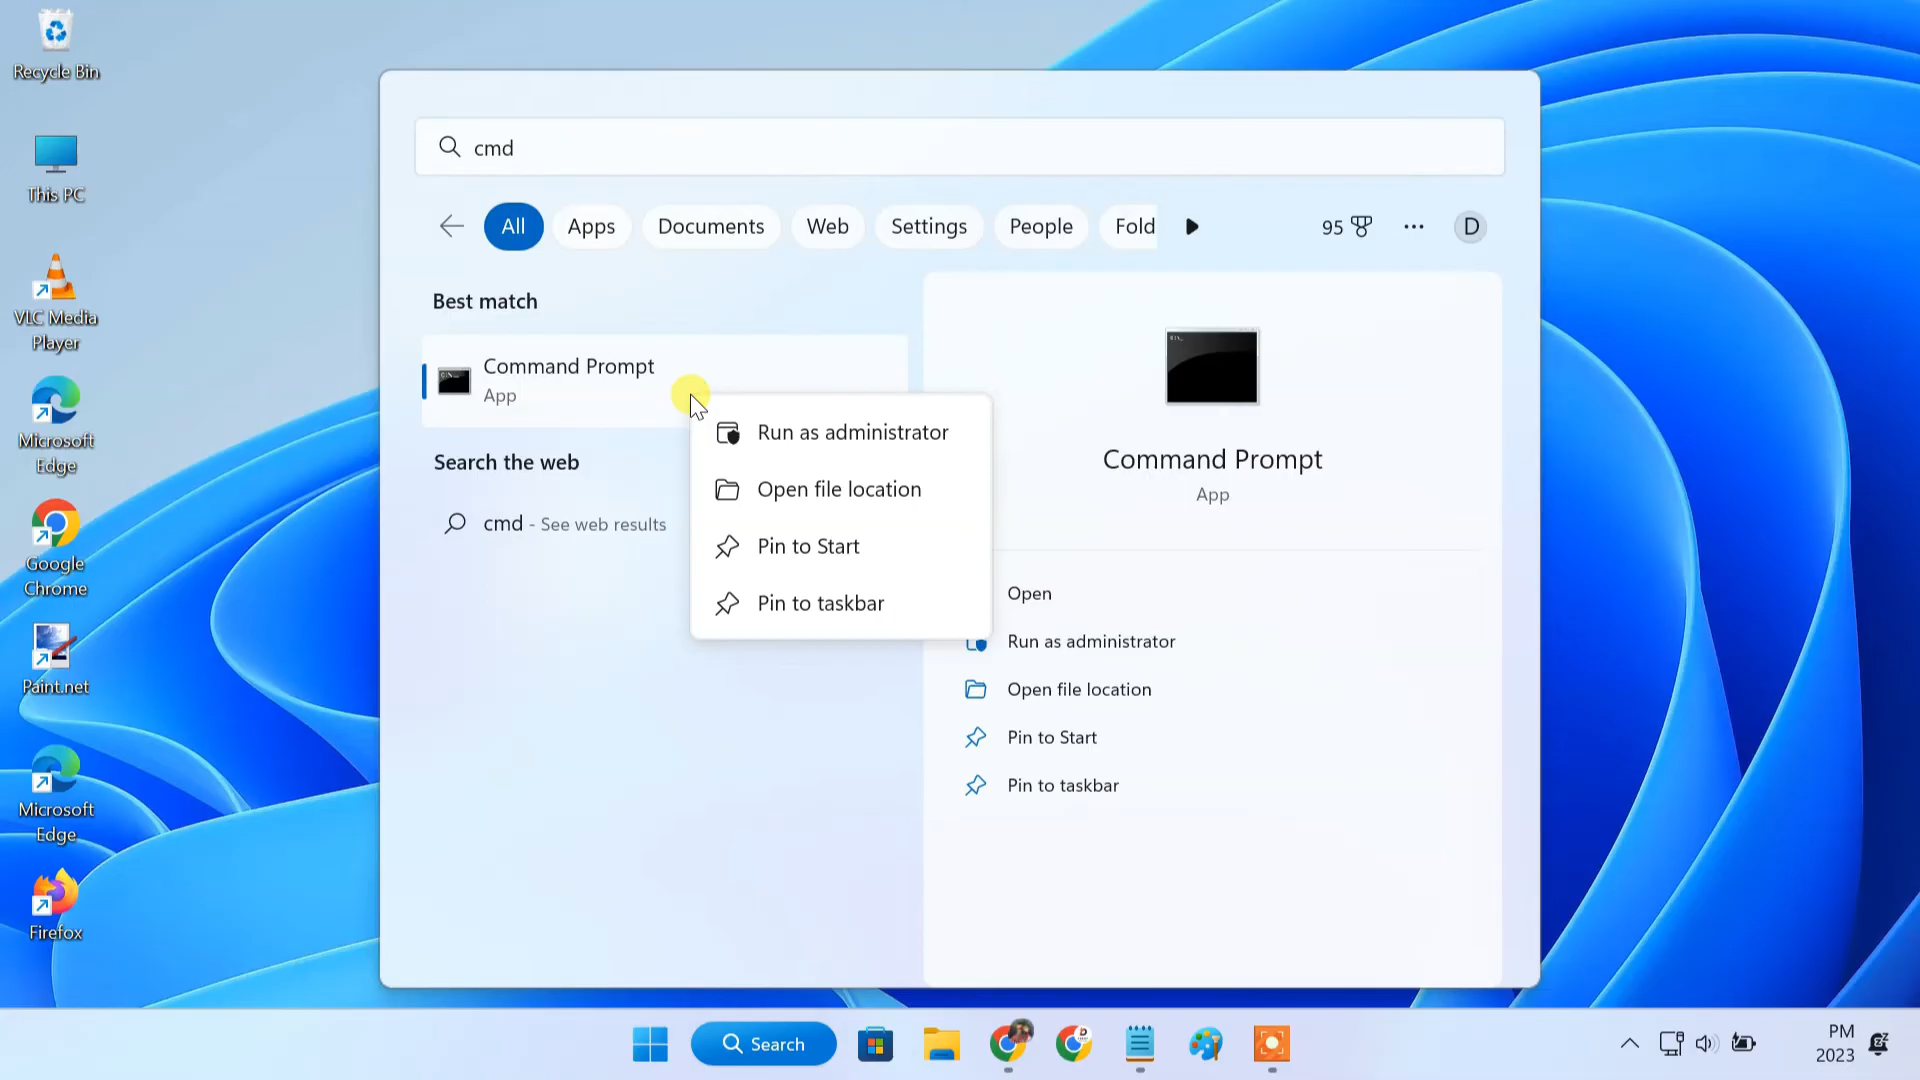 Recycle Bin
This PC
VLC Media
Player
Microsoft
Edge
Google
Chrome
Paint.net
Microsoft
Edge
Firefox
cmd
All
Apps
Documents
Web
Settings
People
Fold
95
D
Best match
Command Prompt
App
Search the web
cmd - See web results
Run as administrator
Open file location
Pin to Start
Pin to taskbar
Command Prompt
App
Open
Run as administrator
Open file location
Pin to Start
Pin to taskbar
Search
PM
2023